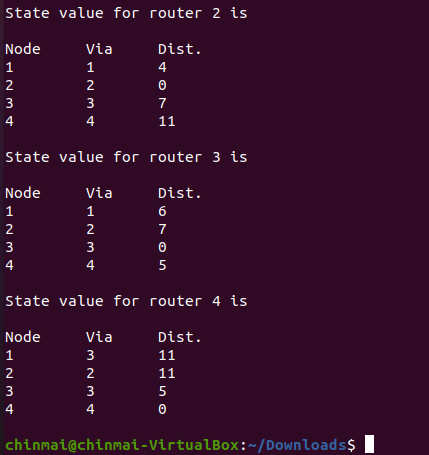 State value for router 2 is
Node Via Dist.
1 1 4
2 2 0
3 3 7
4 4 11
State value for router 3 is
Node Via Dist.
1 1 6
2 2 7
3 3 0
4 4 5
State value for router 4 is
Node Via Dist.
1 3 11
2 2 11
3 3 5
4 4 0
chinmai@chinmai-VirtualBox:~/Downloads$